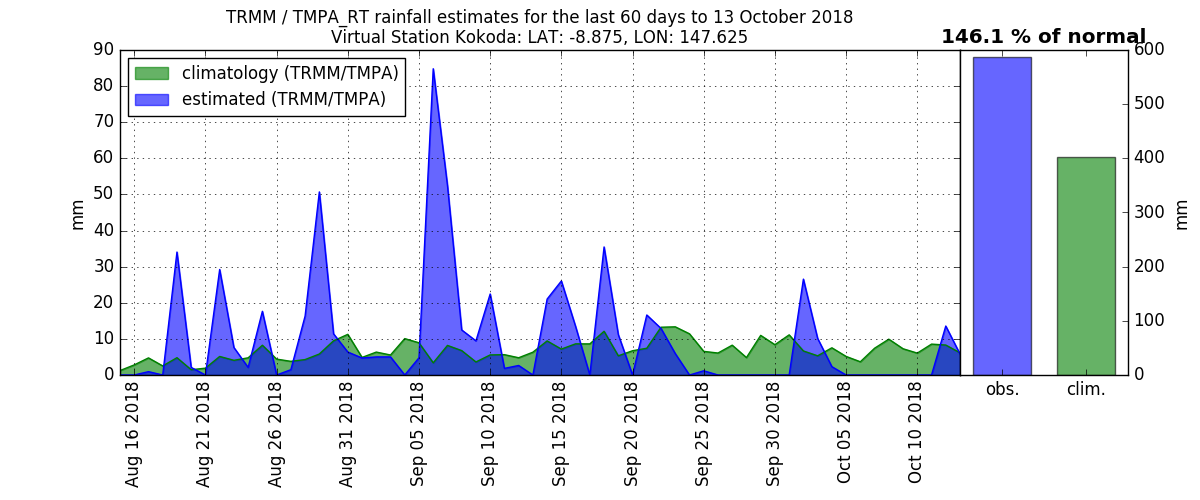 TRMM / TMPA_RT rainfall estimates for the last 60 days to 13 October 2018
Virtual Station Kokoda: LAT: -8.875, LON: 147.625
146.1 % of normal
climatology (TRMM/TMPA)
estimated (TRMM/TMPA)
90
80
70
60
50
40
30
20
10
0
mm
Aug 16 2018
Aug 21 2018
Aug 26 2018
Aug 31 2018
Sep 05 2018
Sep 10 2018
Sep 15 2018
Sep 20 2018
Sep 25 2018
Sep 30 2018
Oct 05 2018
Oct 10 2018
600
500
400
300
200
100
0
mm
obs.
clim.